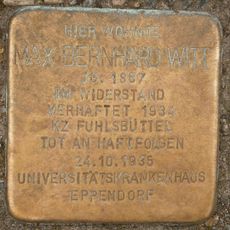 HIER WOHNTE
MAX BERNHARD WITT
JG. 1887
IM WIDERSTAND
VERHAFTET 1934
KZ FUHLSBÜTTEL
TOT AN HAFTFOLGEN
24.10.1935
UNIVERSITÄTSKRANKENHAUS
EPPENDORF